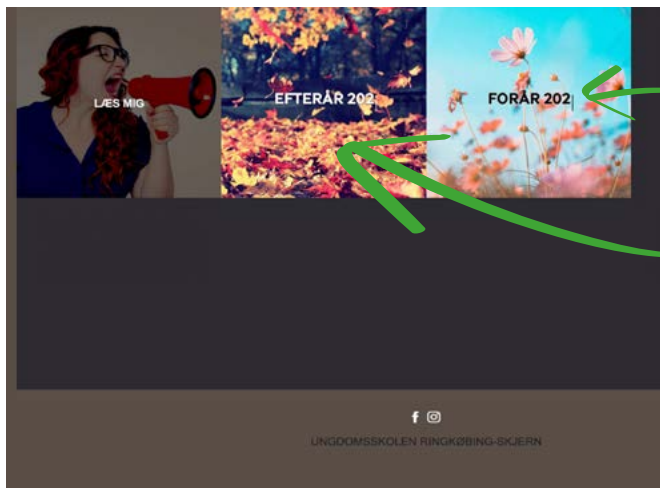 LÆS MIG
EFTERÅR 202
FORÅR 202
UNGDOMSSKOLEN RINGKØBING-SKJERN